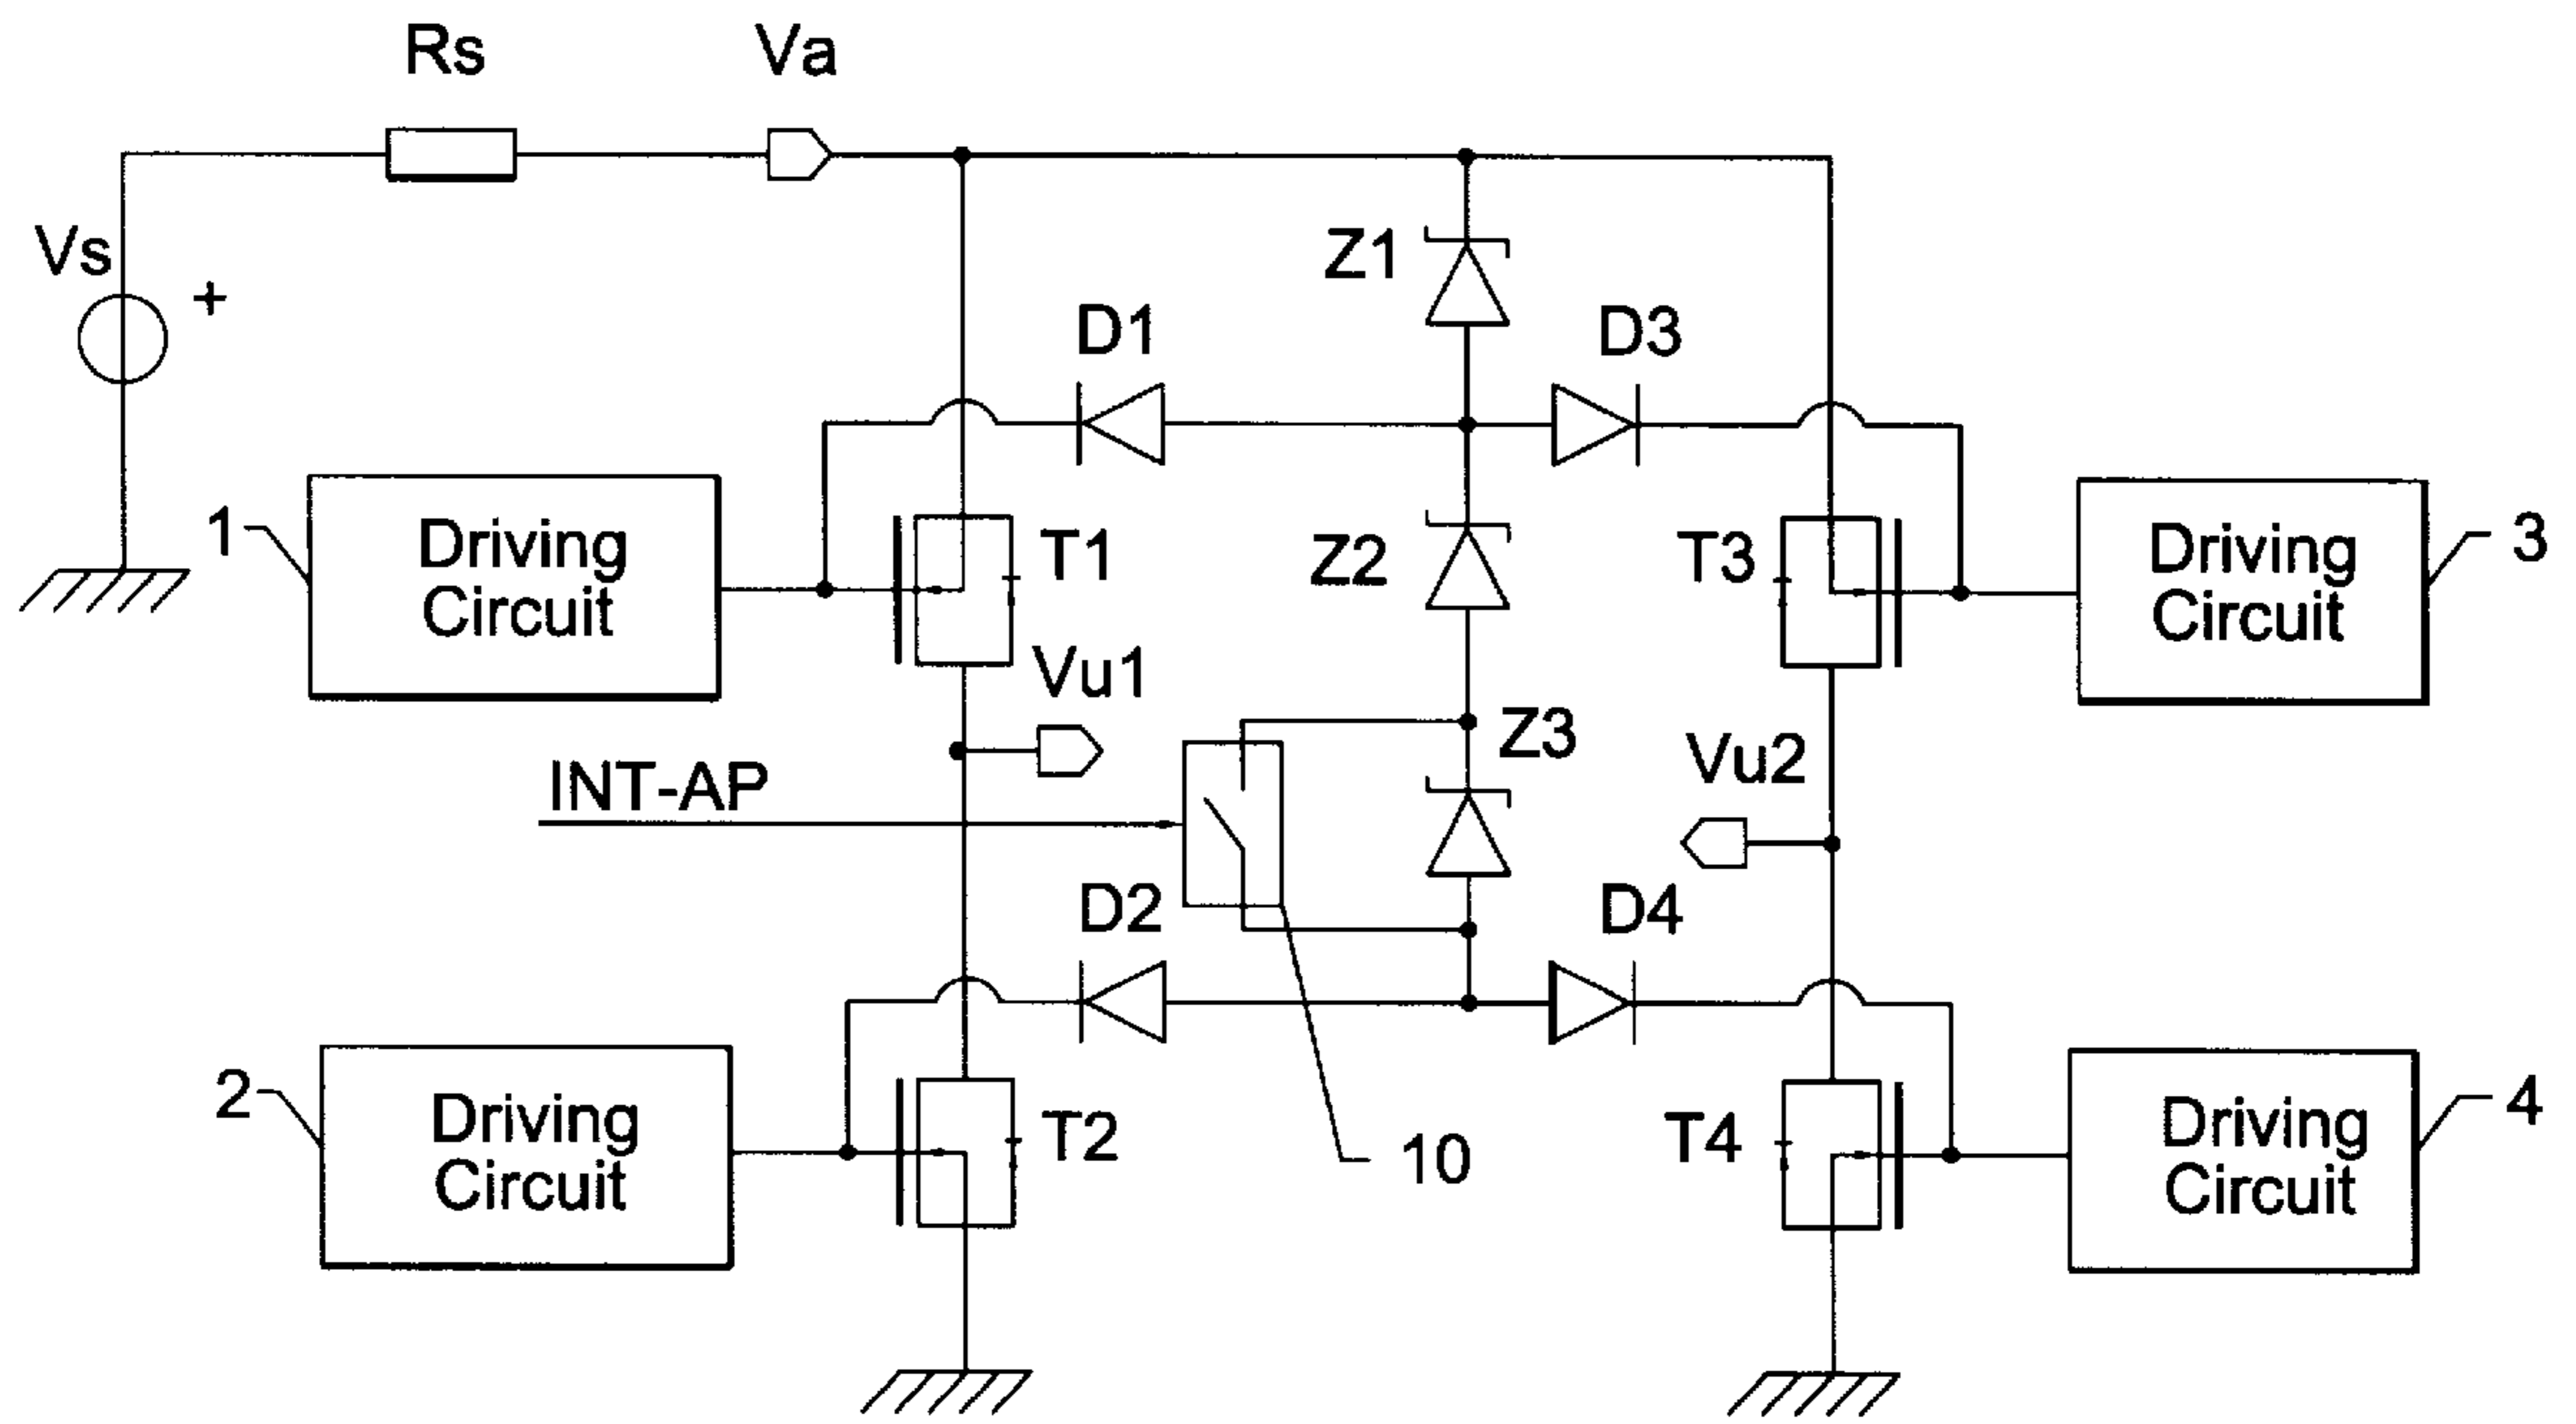 Rs
Va
Vs
+
Z1
D1
D3
1
Driving
Circuit
T1
Z2
T3
Driving
Circuit
3
Vu1
Z3
Vu2
INT-AP
D2
D4
2
Driving
Circuit
T2
10
T4
Driving
Circuit
4